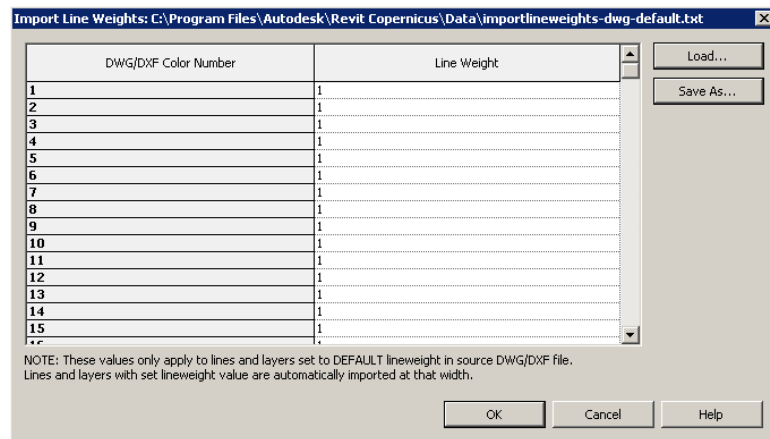 Import Line Weights: C:\Program Files\Autodesk\Revit Copernicus\Data\importlineweights-dwg-default.txt
DWG/DXF Color Number Line Weight
Load...
Save As...
1 1
2 1
3 1
4 1
5 1
6 1
7 1
8 1
9 1
10 1
11 1
12 1
13 1
14 1
15 1
NOTE: These values only apply to lines and layers set to DEFAULT lineweight in source DWG/DXF file.
Lines and layers with set lineweight value are automatically imported at that width.
OK Cancel Help